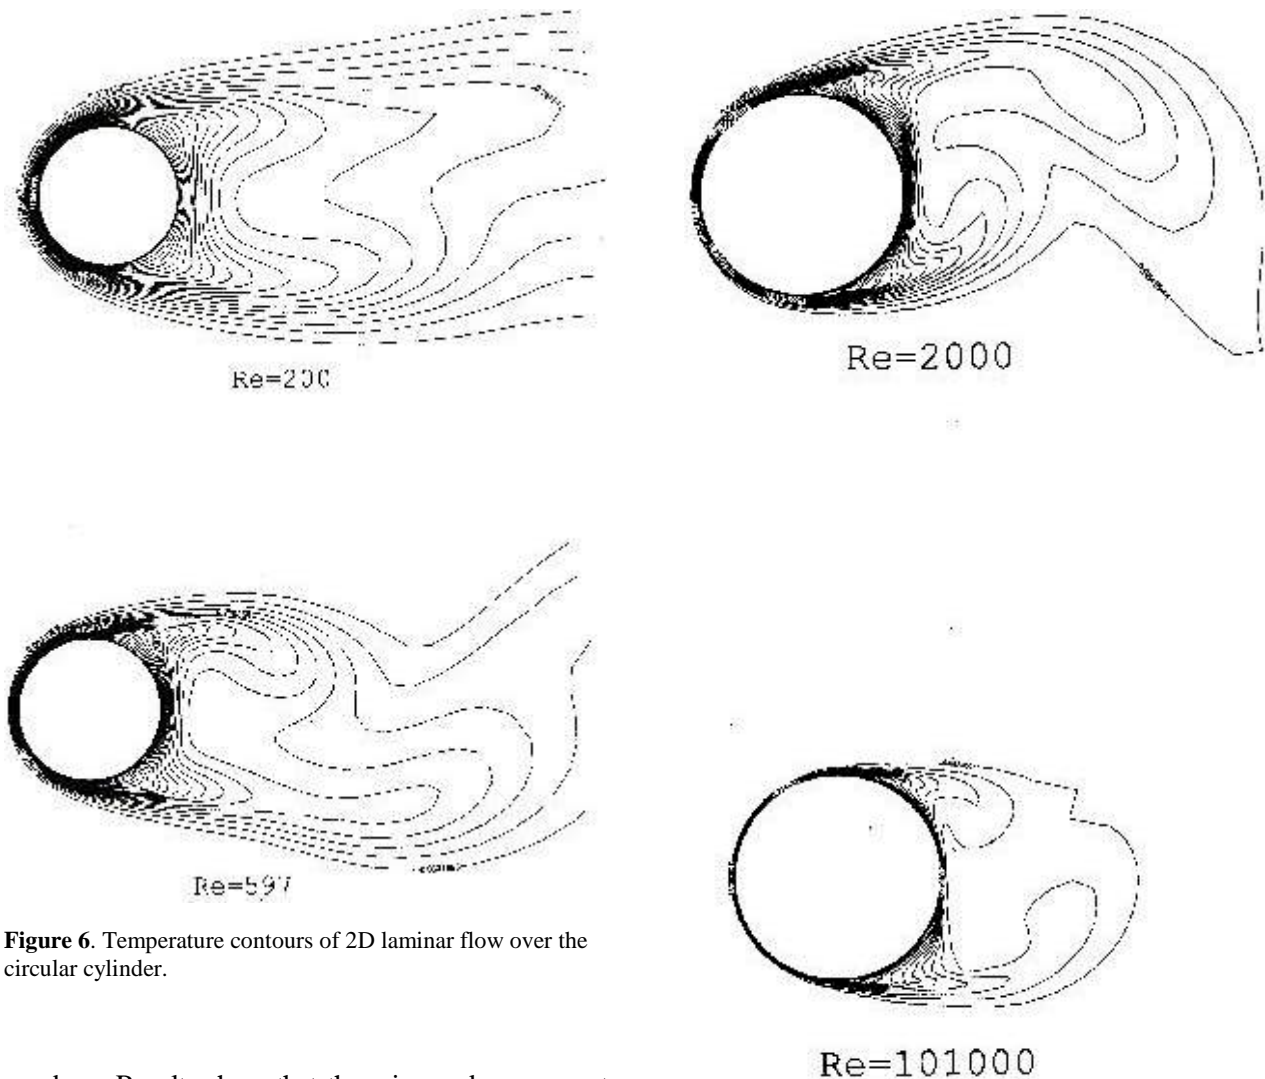 Re=200
Re=2000
Re=597
Figure 6. Temperature contours of 2D laminar flow over the
circular cylinder.
Re=101000